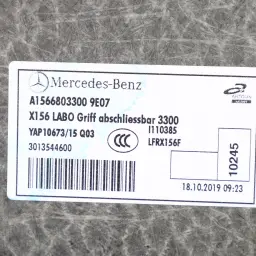 Mercedes-Benz
A1566803300 9E07
X156 LABO Griff abschliessbar 3300
YAP10673/15 Q03
I110385
CCC
LFRX156F
3013544600
10245
18.10.2019 09:23